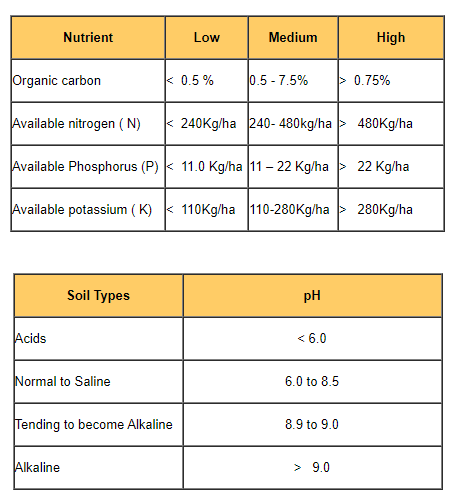 Nutrient Low Medium High
Organic carbon < 0.5 % 0.5 - 7.5% > 0.75%
Available nitrogen ( N) < 240Kg/ha 240- 480kg/ha > 480Kg/ha
Available Phosphorus (P) < 11.0 Kg/ha 11 – 22 Kg/ha > 22 Kg/ha
Available potassium ( K) < 110Kg/ha 110-280Kg/ha > 280Kg/ha
Soil Types pH
Acids < 6.0
Normal to Saline 6.0 to 8.5
Tending to become Alkaline 8.9 to 9.0
Alkaline > 9.0